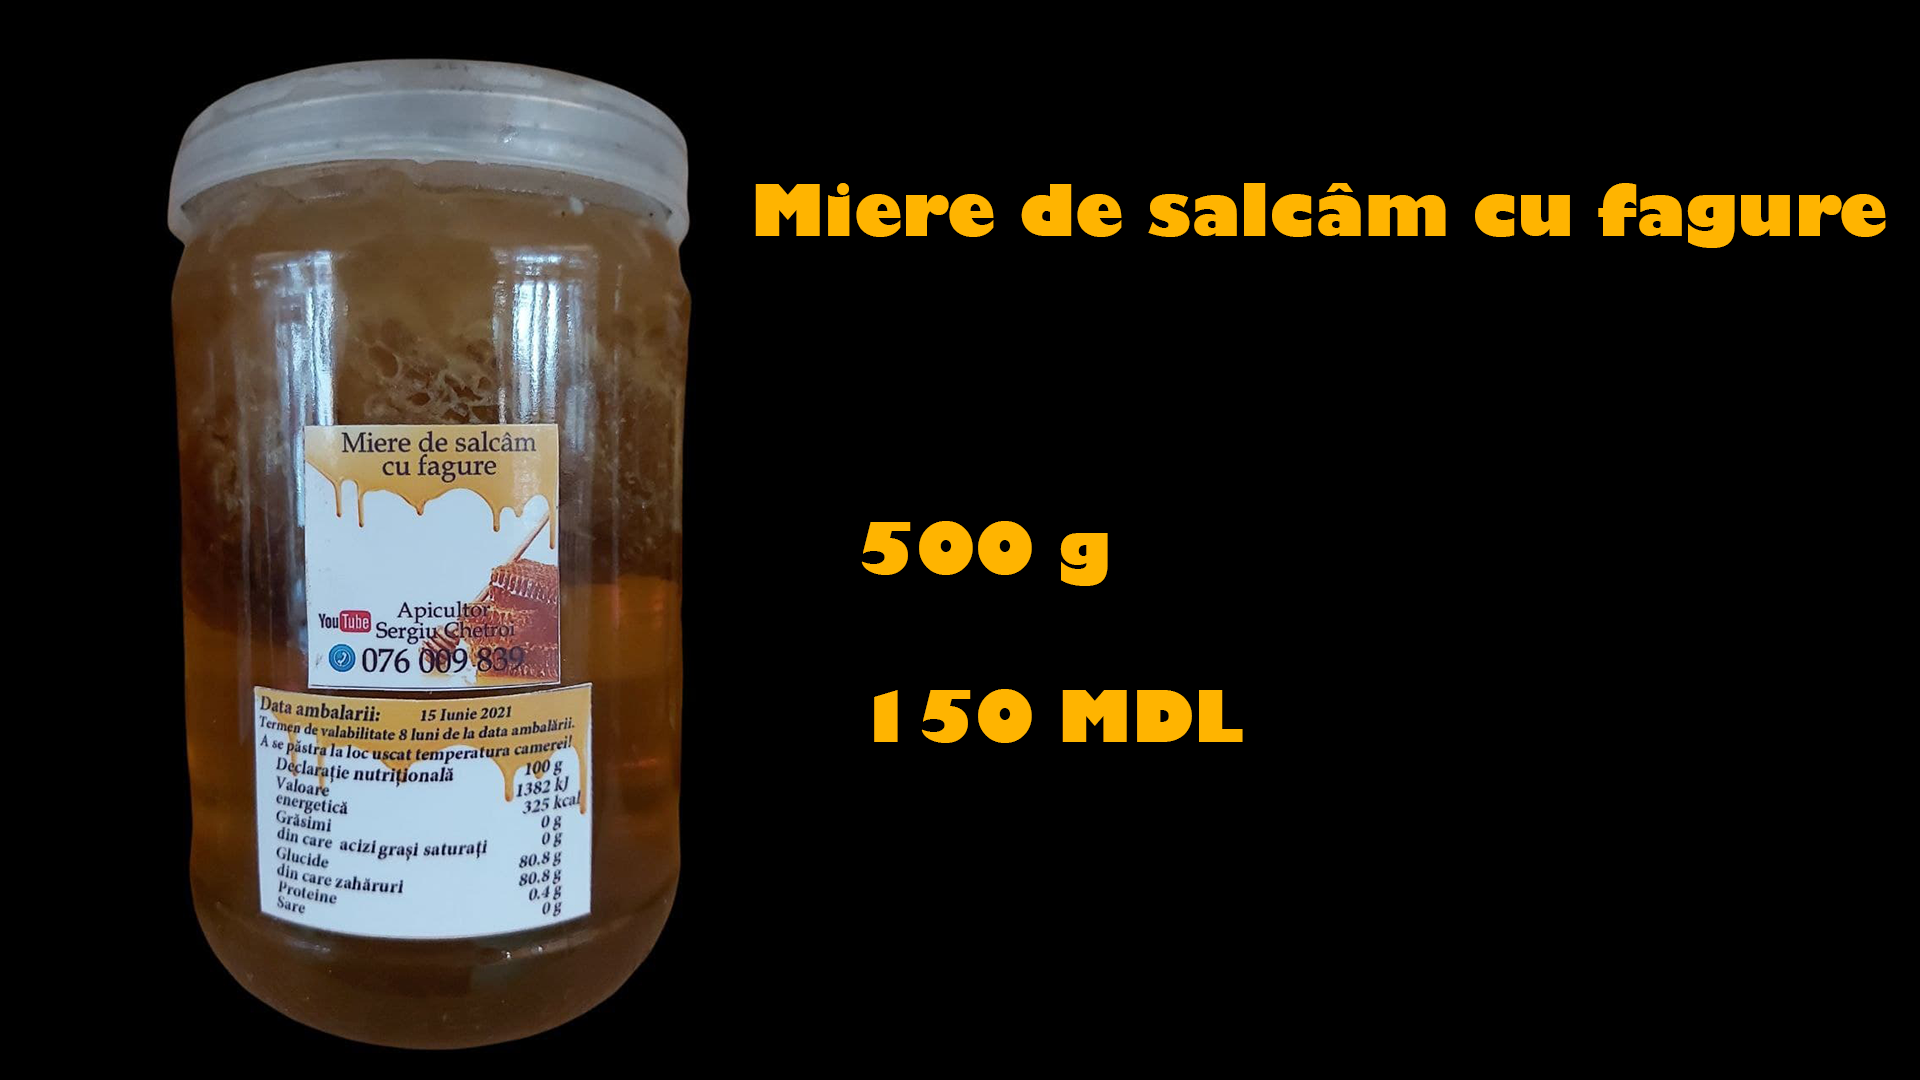 Miere de salcâm cu fagure
500 g
150 MDL
Miere de salcâm
cu fagure
YouTube
Apicultor
Sergiu Chetroi
076 009 839
Data ambalarii: 15 Iunie 2021
Termen de valabilitate 8 luni de la data ambalării.
A se păstra la loc uscat temperatura camerei!
Declarație nutrițională 100 g
Valoare 1382 kJ
energetică 325 kcal
Grăsimi 0 g
din care acizi grași saturați 0 g
Glucide 80.8 g
din care zahăruri 80.8 g
Proteine 0.4 g
Sare 0 g